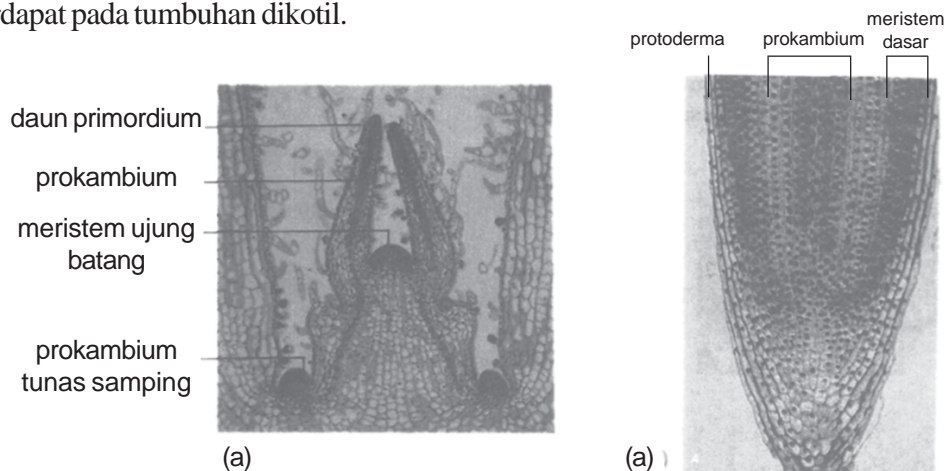 dapat pada tumbuhan dikotil.
daun primordium
prokambium
meristem ujung
batang
prokambium
tunas samping
(a)
protoderma
prokambium
meristem
dasar
(a)